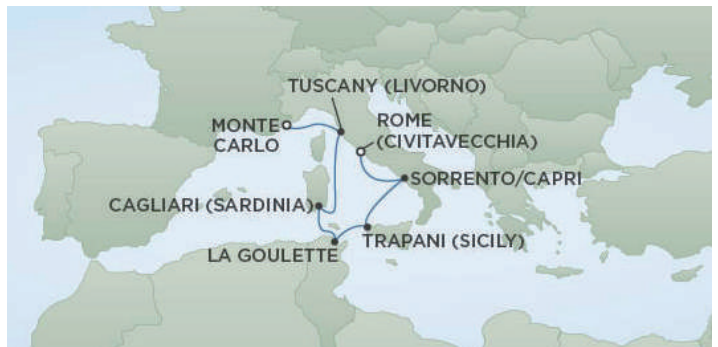 TUSCANY (LIVORNO)
MONTE
CARLO
ROME
(CIVITAVECCHIA)
SORRENTO/CAPRI
CAGLIARI (SARDINIA)
TRAPANI (SICILY)
LA GOULETTE